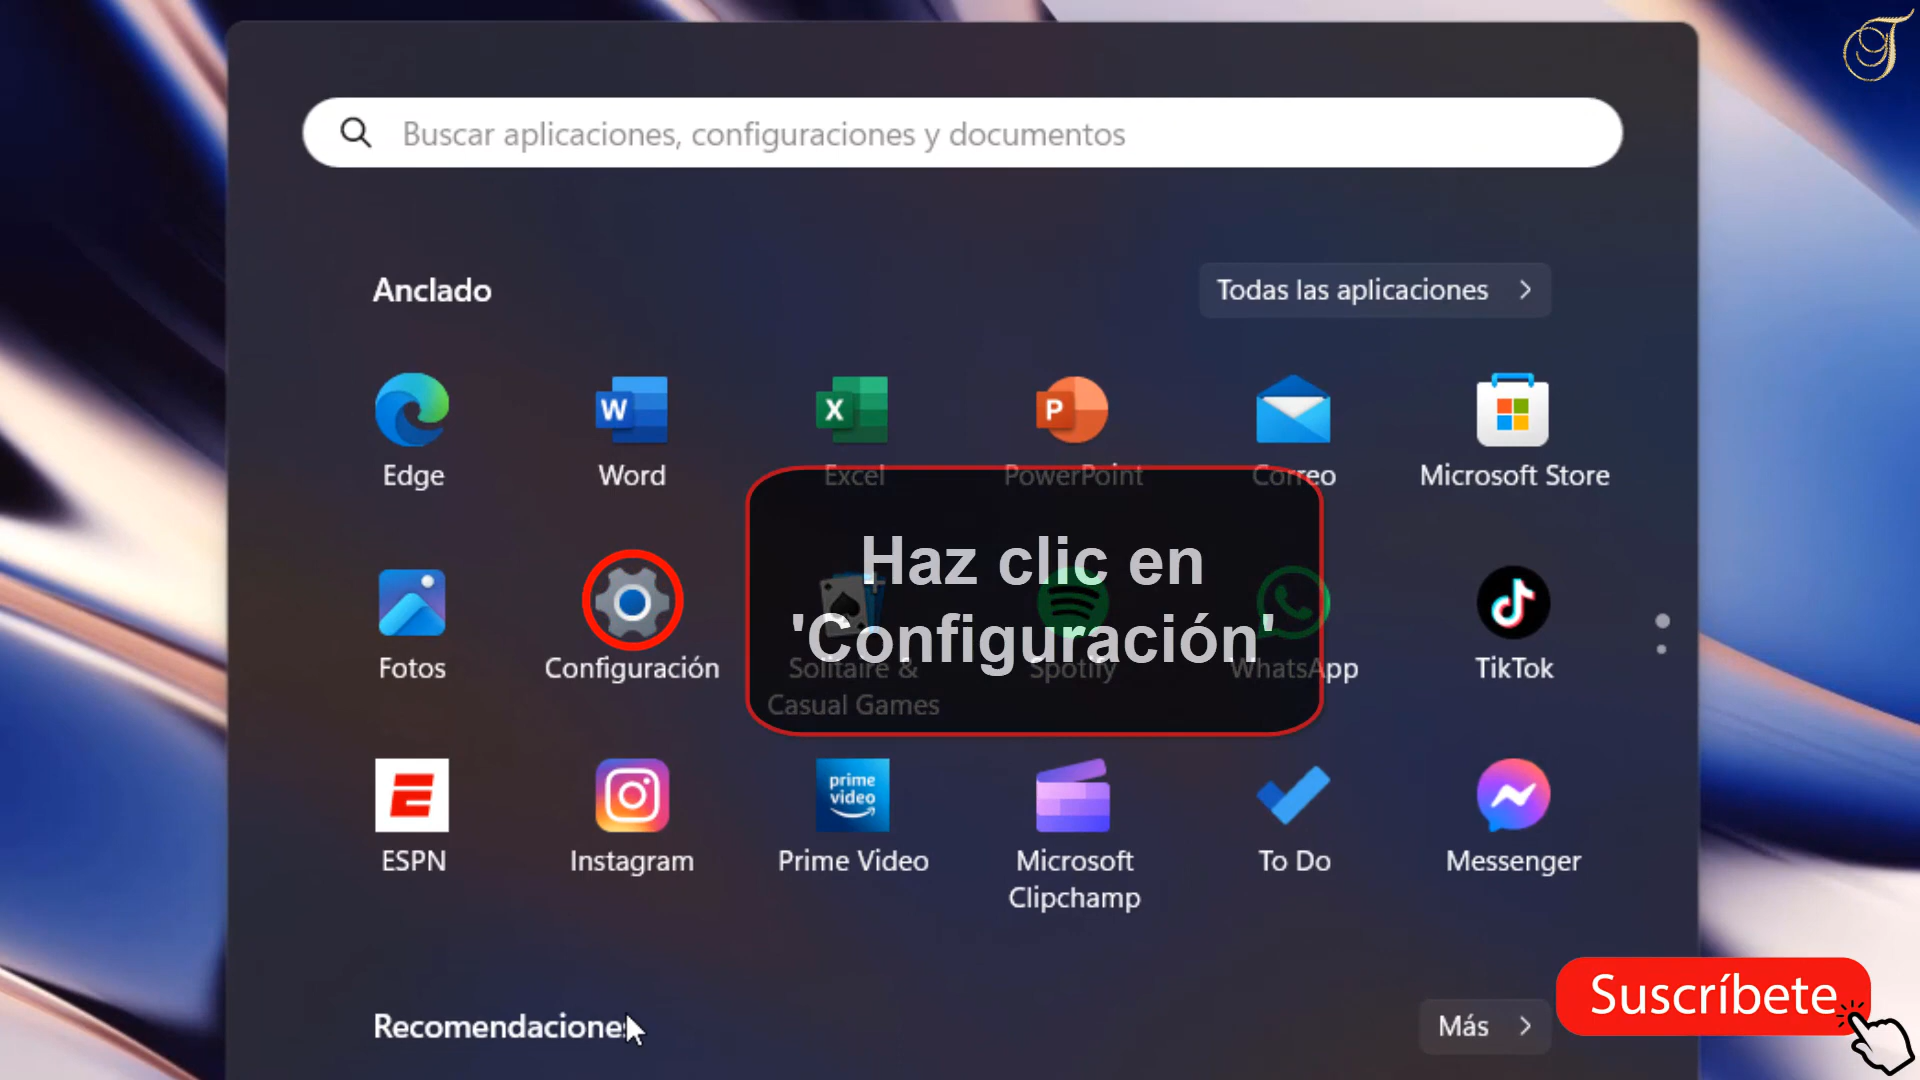 Buscar aplicaciones, configuraciones y documentos
Anclado
Todas las aplicaciones
Edge
Word
Excel
PowerPoint
Correo
Microsoft Store
Haz clic en
'Configuración'
Fotos
Configuración
Solitaire &
Casual Games
Spotify
WhatsApp
TikTok
prime
video
ESPN
Instagram
Prime Video
Microsoft
Clipchamp
To Do
Messenger
Recomendaciones
Más
Suscríbete